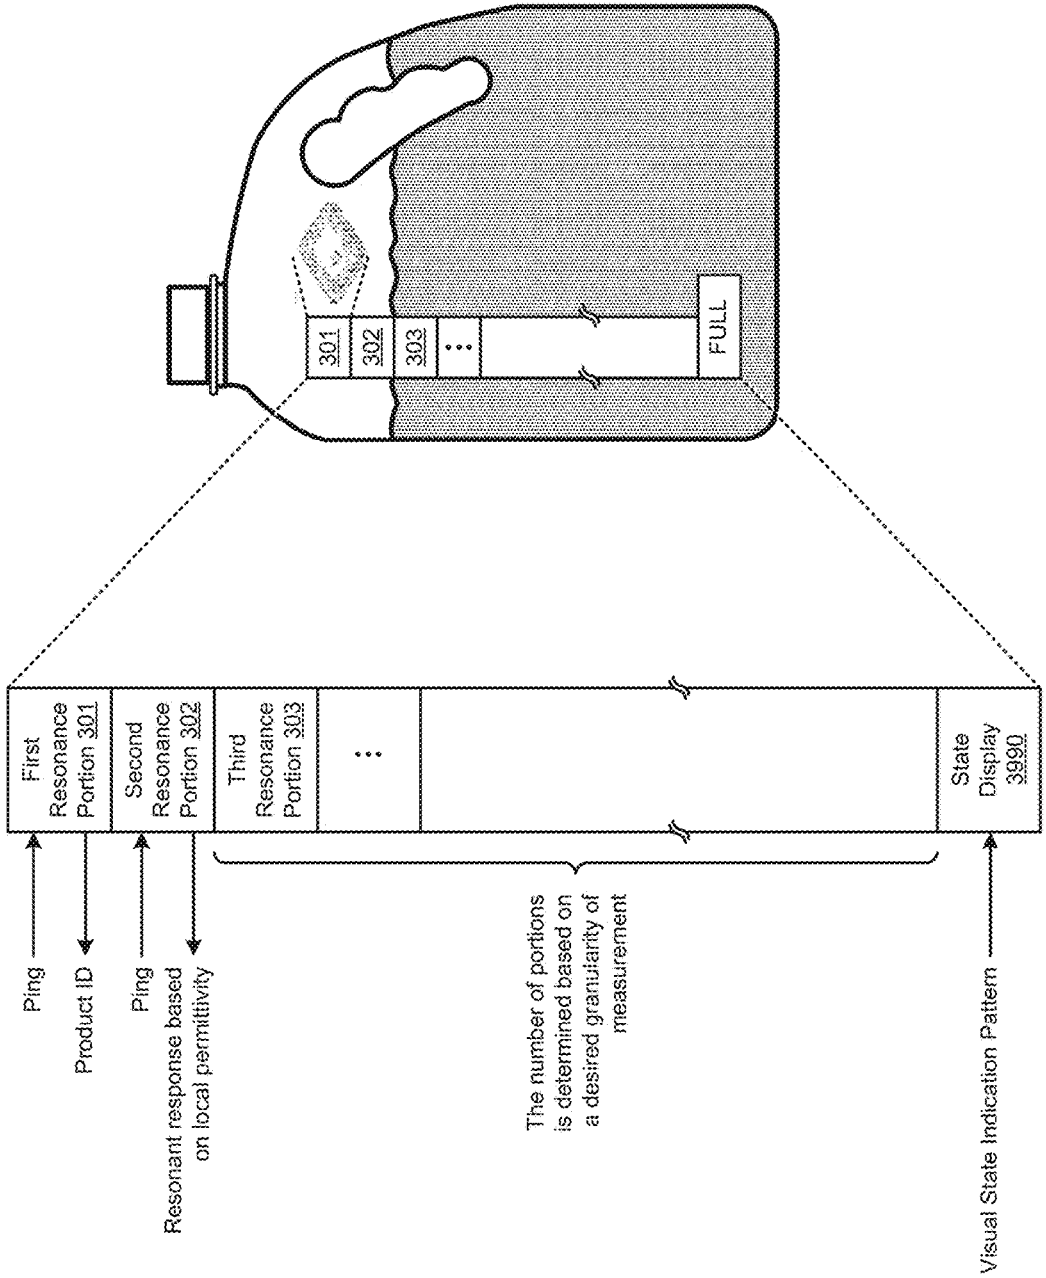 Ping
Product ID
Ping
Resonant response based
on local permittivity
First
Resonance
Portion 301
Second
Resonance
Portion 302
Third
Resonance
Portion 303
...
The number of portions
is determined based on
a desired granularity of
measurement
Visual State Indication Pattern
State
Display
3990
301
302
303
...
FULL